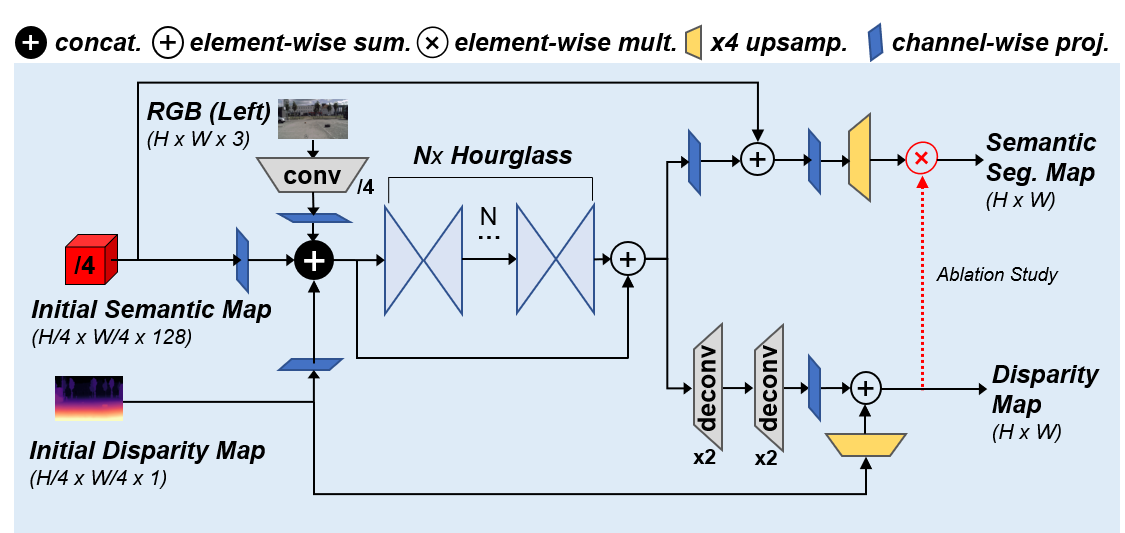 concat. element-wise sum. element-wise mult. x4 upsamp. channel-wise proj.
RGB (Left)
(H x W x 3)
conv
/4
Nx Hourglass
N
...
/4
Initial Semantic Map
(H/4 x W/4 x 128)
Initial Disparity Map
(H/4 x W/4 x 1)
Semantic
Seg. Map
(H x W)
Ablation Study
deconv
x2
deconv
x2
Disparity
Map
(H x W)